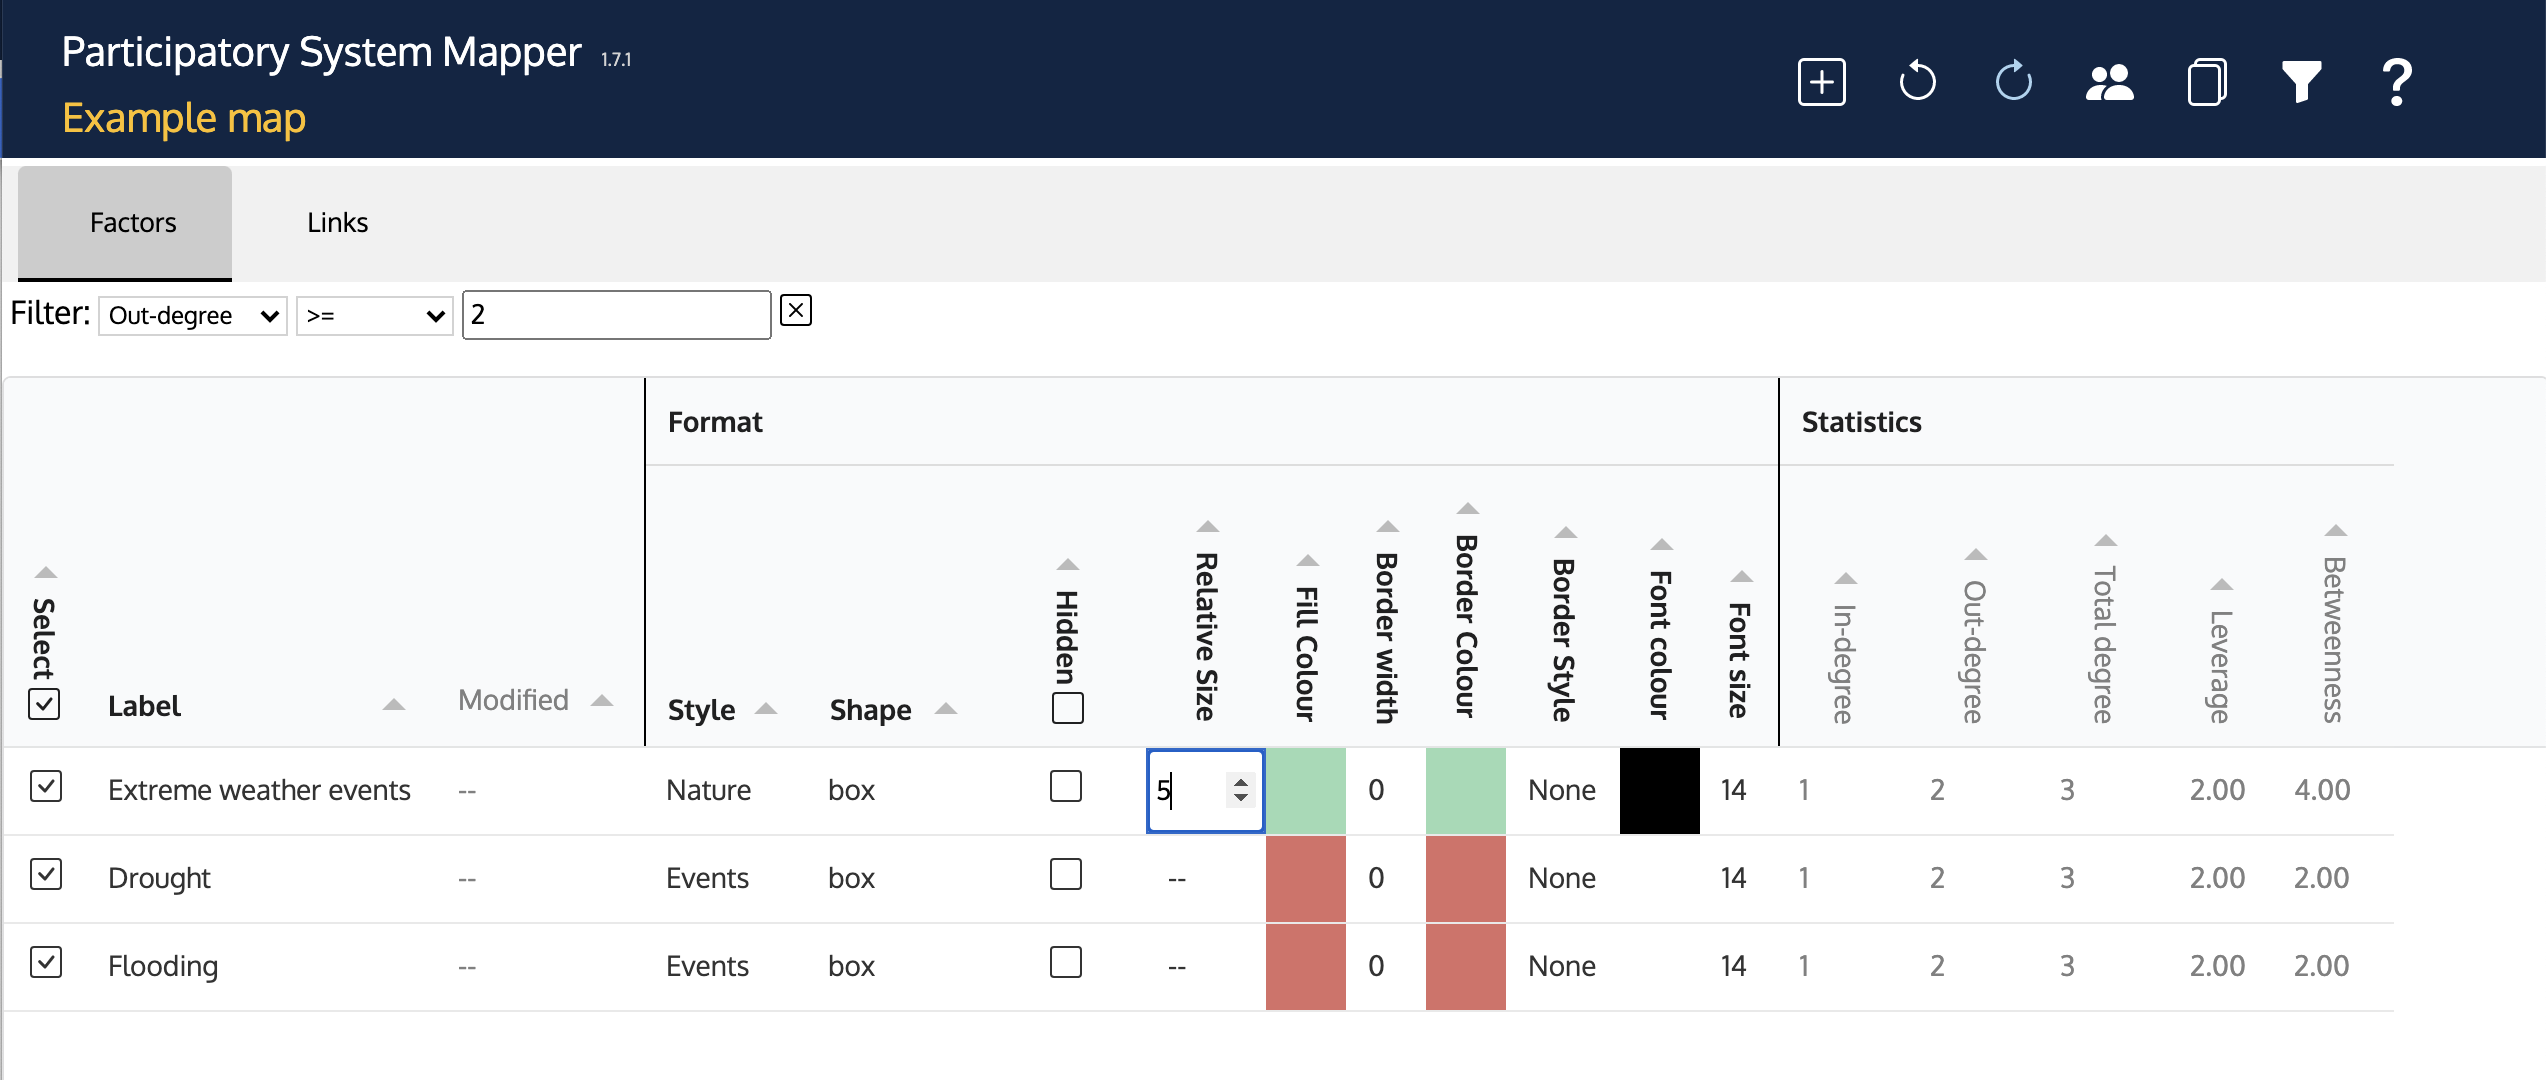 Participatory System Mapper 1.7.1
Example map
?
Factors Links
Filter: Out-degree >= 2
Format Statistics
Select Label Modified Style Shape Hidden Relative Size Fill Colour Border width Border Colour Border Style Font colour Font size In-degree Out-degree Total degree Leverage Betweenness
Extreme weather events -- Nature box 5 0 None 14 1 2 3 2.00 4.00
Drought -- Events box -- 0 None 14 1 2 3 2.00 2.00
Flooding -- Events box -- 0 None 14 1 2 3 2.00 2.00